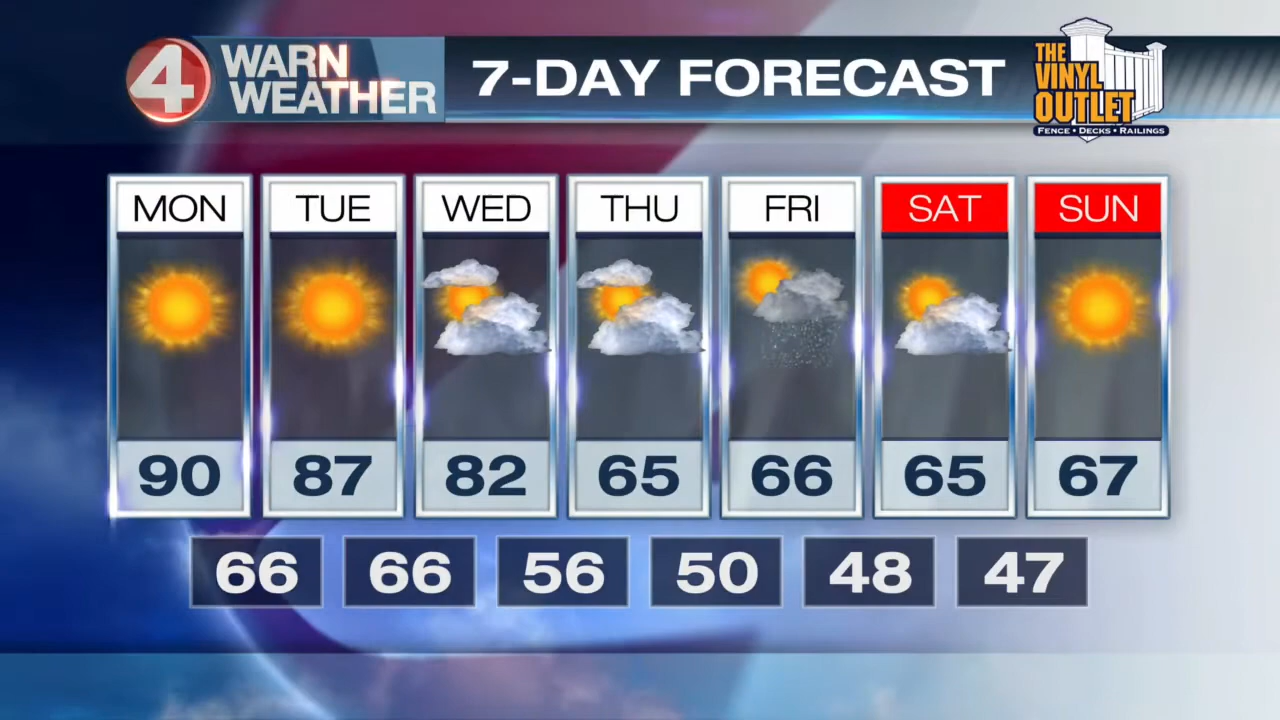 4 WARN
WEATHER
7-DAY FORECAST
THE
VINYL
OUTLET
FENCE • DECKS • RAILINGS
MON TUE WED THU FRI SAT SUN
90 87 82 65 66 65 67
66 66 56 50 48 47